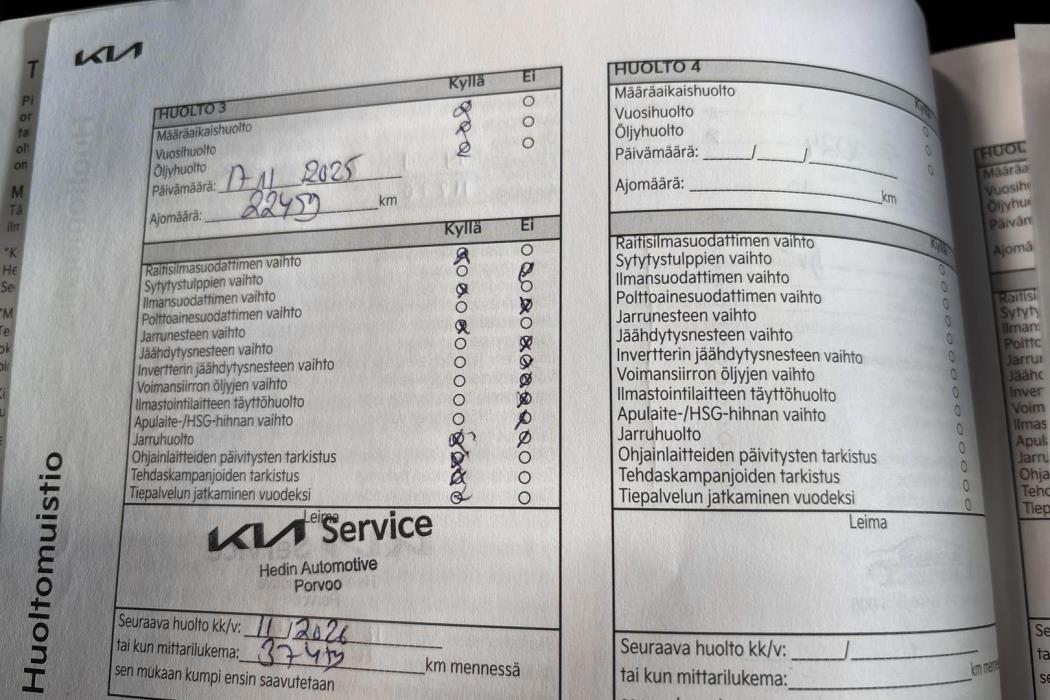 KIA
HUOLTO 3 Kyllä Ei
Määräaikaishuolto
Vuosihuolto
Öljyhuolto
Päivämäärä: 17 11 2025
Ajomäärä: 22459 km
Kyllä Ei
Raitisilmasuodattimen vaihto
Sytytystulppien vaihto
Ilmansuodattimen vaihto
Polttoainesuodattimen vaihto
Jarrunesteen vaihto
Jäähdytysnesteen vaihto
Invertterin jäähdytysnesteen vaihto
Voimansiirron öljyjen vaihto
Ilmastointilaitteen täyttöhuolto
Apulaite-/HSG-hihnan vaihto
Jarruhuolto
Ohjainlaitteiden päivitysten tarkistus
Tehdaskampanjoiden tarkistus
Tiepalvelun jatkaminen vuodeksi
Leima
KIA Service
Hedin Automotive
Porvoo
Seuraava huolto kk/v: 11/2026
tai kun mittarilukema: 37459 km mennessä
sen mukaan kumpi ensin saavutetaan
Huoltomuistio
HUOLTO 4
Määräaikaishuolto
Vuosihuolto
Öljyhuolto
Päivämäärä: / /
Ajomäärä: km
Raitisilmasuodattimen vaihto
Sytytystulppien vaihto
Ilmansuodattimen vaihto
Polttoainesuodattimen vaihto
Jarrunesteen vaihto
Jäähdytysnesteen vaihto
Invertterin jäähdytysnesteen vaihto
Voimansiirron öljyjen vaihto
Ilmastointilaitteen täyttöhuolto
Apulaite-/HSG-hihnan vaihto
Jarruhuolto
Ohjainlaitteiden päivitysten tarkistus
Tehdaskampanjoiden tarkistus
Tiepalvelun jatkaminen vuodeksi
Leima
Seuraava huolto kk/v: /
tai kun mittarilukema: km